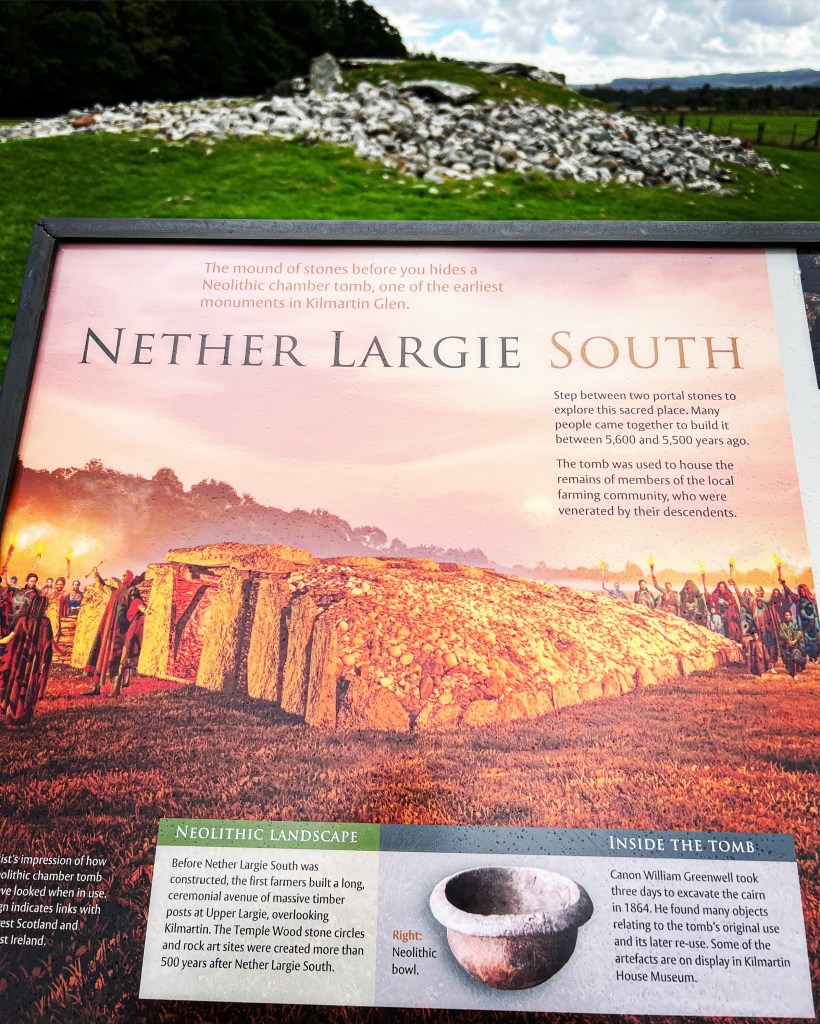 The mound of stones before you hides a
Neolithic chamber tomb, one of the earliest
monuments in Kilmartin Glen.
NETHER LARGIE SOUTH
Step between two portal stones to
explore this sacred place. Many
people came together to build it
between 5,600 and 5,500 years ago.
The tomb was used to house the
remains of members of the local
farming community, who were
venerated by their descendents.
impression of how
chamber tomb
looked when in use.
indicates links with
Scotland and
Ireland.
NEOLITHIC LANDSCAPE
Before Nether Largie South was
constructed, the first farmers built a long,
ceremonial avenue of massive timber
posts at Upper Largie, overlooking
Kilmartin. The Temple Wood stone circles
and rock art sites were created more than
500 years after Nether Largie South.
Right:
Neolithic
bowl.
INSIDE THE TOMB
Canon William Greenwell took
three days to excavate the cairn
in 1864. He found many objects
relating to the tomb's original use
and its later re-use. Some of the
artefacts are on display in Kilmartin
House Museum.